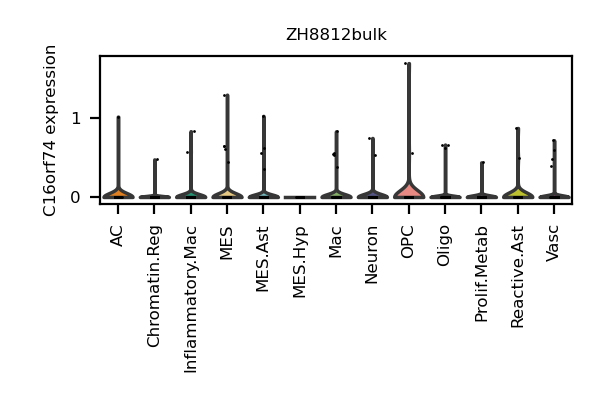 ZH8812bulk
C16orf74 expression
1
0
AC
Chromatin.Reg
Inflammatory.Mac
MES
MES.Ast
MES.Hyp
Mac
Neuron
OPC
Oligo
Prolif.Metab
Reactive.Ast
Vasc